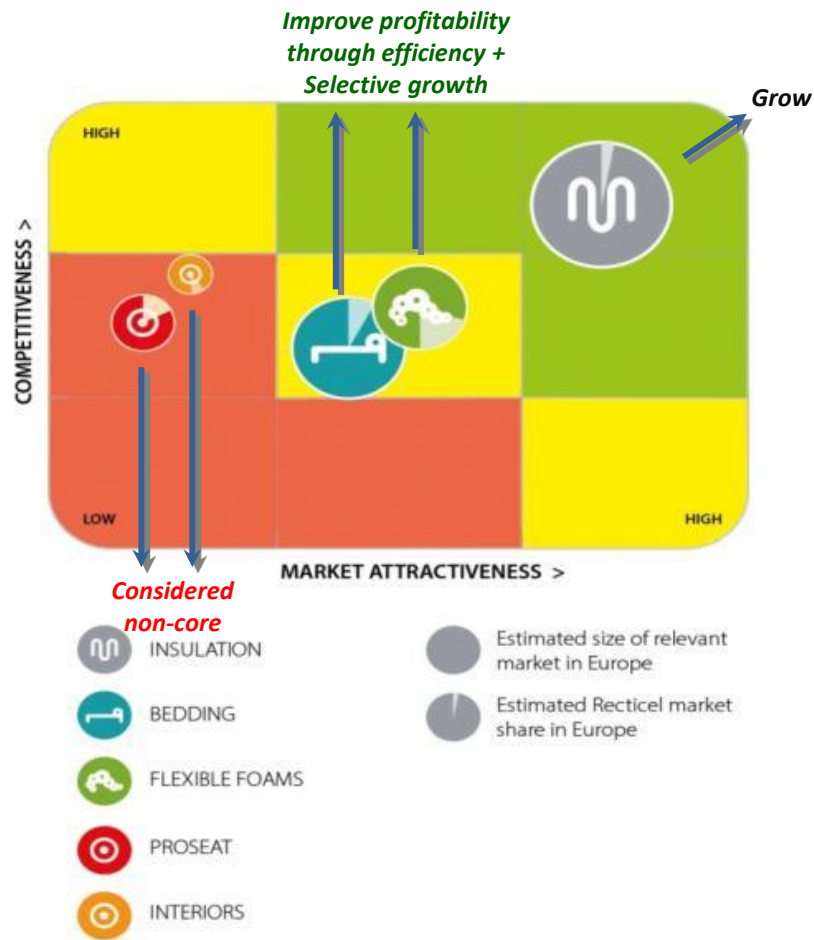 Improve profitability
through efficiency +
Selective growth
Grow
HIGH
COMPETITIVENESS >
LOW
HIGH
MARKET ATTRACTIVENESS >
Considered
non-core
INSULATION
BEDDING
FLEXIBLE FOAMS
PROSEAT
INTERIORS
Estimated size of relevant
market in Europe
Estimated Recticel market
share in Europe